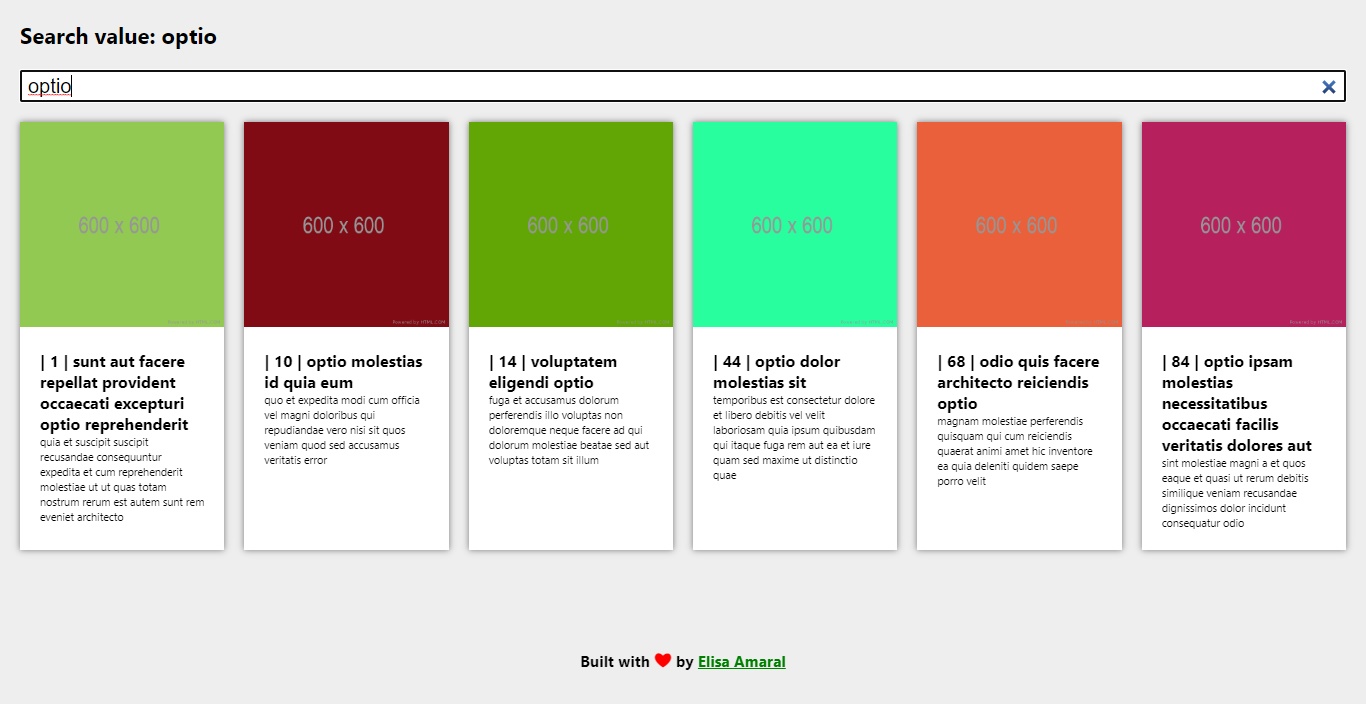 Search value: optio
optio
600 x 600
600 x 600
600 x 600
600 x 600
600 x 600
600 x 600
Powered by HTML.COM
Powered by HTML.COM
Powered by HTML.COM
Powered by HTML.COM
Powered by HTML.COM
Powered by HTML.COM
| 1 | sunt aut facere
repellat provident
occaecati excepturi
optio reprehenderit
quia et suscipit suscipit
recusandae consequuntur
expedita et cum reprehenderit
molestiae ut ut quas totam
nostrum rerum est autem sunt rem
eveniet architecto
| 10 | optio molestias
id quia eum
quo et expedita modi cum officia
vel magni doloribus qui
repudiandae vero nisi sit quos
veniam quod sed accusamus
veritatis error
| 14 | voluptatem
eligendi optio
fuga et accusamus dolorum
perferendis illo voluptas non
doloremque neque facere ad qui
dolorum molestiae beatae sed aut
voluptas totam sit illum
| 44 | optio dolor
molestias sit
temporibus est consectetur dolore
et libero debitis vel velit
laboriosam quia ipsum quibusdam
qui itaque fuga rem aut ea et iure
quam sed maxime ut distinctio
quae
| 68 | odio quis facere
architecto reiciendis
optio
magnam molestiae perferendis
quisquam qui cum reiciendis
quaerat animi amet hic inventore
ea quia deleniti quidem saepe
porro velit
| 84 | optio ipsam
molestias
necessitatibus
occaecati facilis
veritatis dolores aut
sint molestiae magni a et quos
eaque et quasi ut rerum debitis
similique veniam recusandae
dignissimos dolor incidunt
consequatur odio
Built with ❤️ by Elisa Amaral